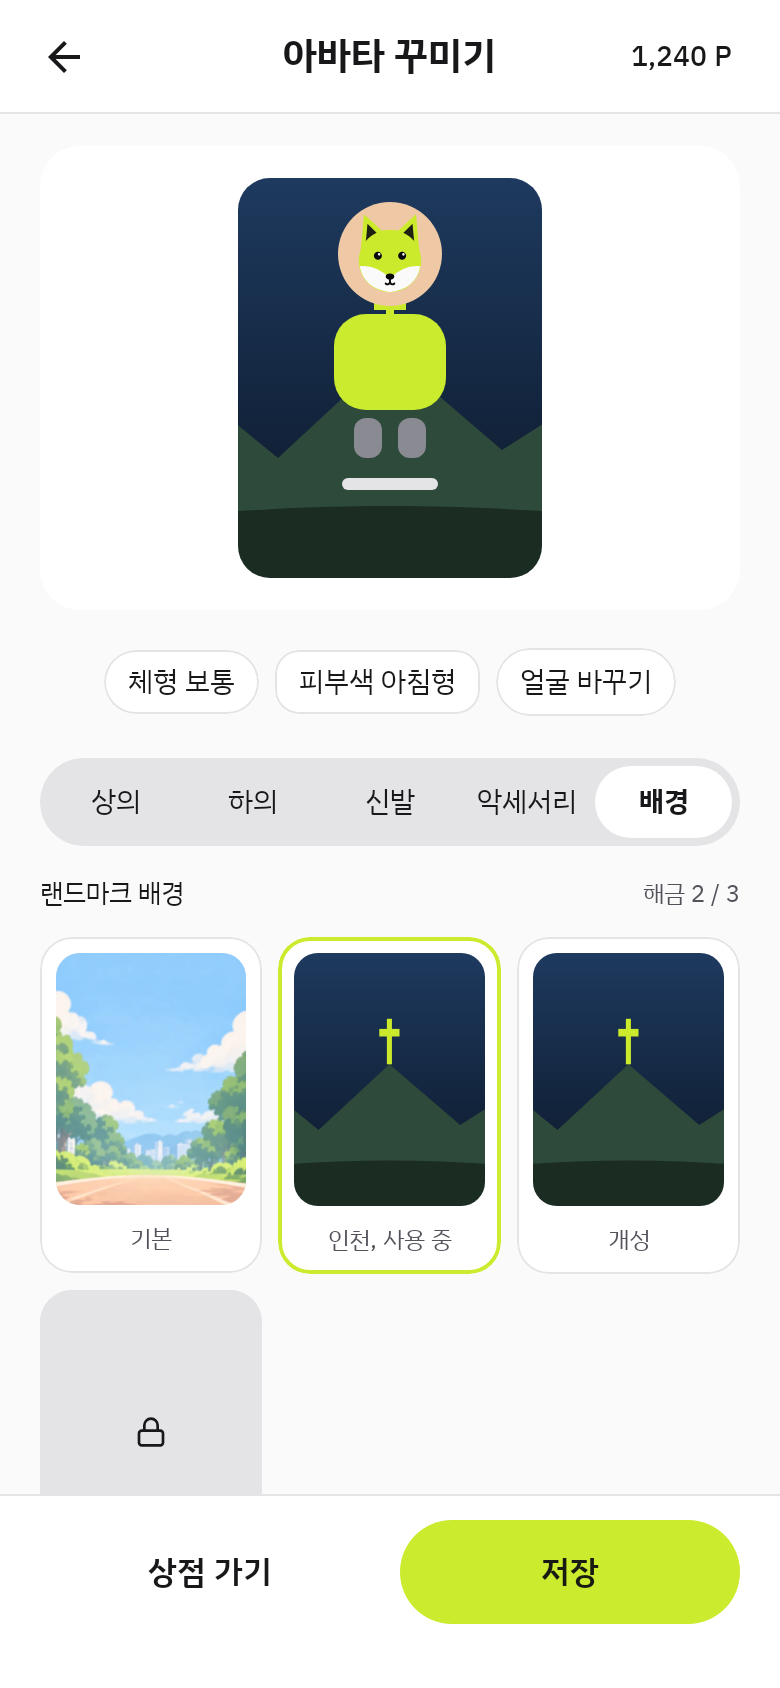 아바타 꾸미기
1,240 P
체형 보통
피부색 아침형
얼굴 바꾸기
상의
하의
신발
악세서리
배경
랜드마크 배경
해금 2 / 3
기본
인천, 사용 중
개성
상점 가기
저장